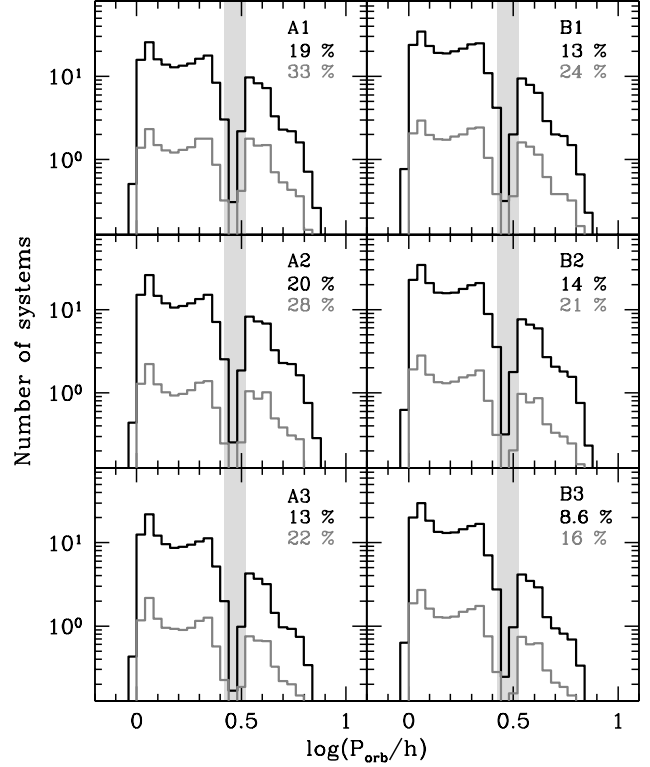 A1
19 %
33 %
B1
13 %
24 %
10¹
10⁰
A2
20 %
28 %
B2
14 %
21 %
10¹
10⁰
A3
13 %
22 %
B3
8.6 %
16 %
10¹
10⁰
Number of systems
0 0.5 1 0 0.5 1
log(P_orb/h)